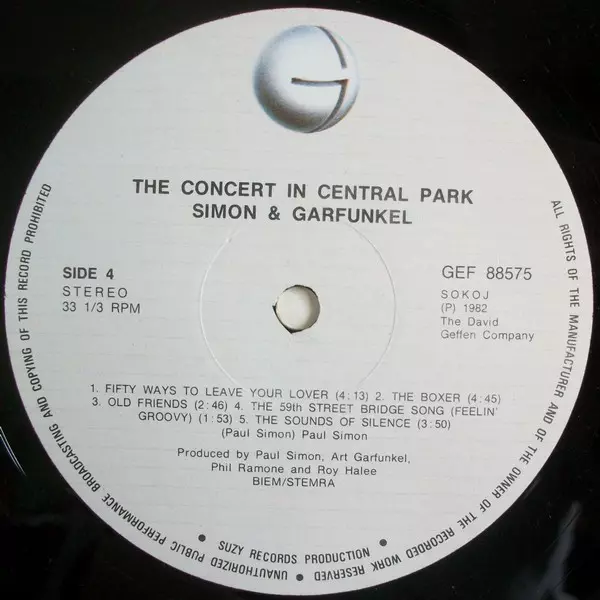 THE CONCERT IN CENTRAL PARK
SIMON & GARFUNKEL
SIDE 4
STEREO
33 1/3 RPM
GEF 88575
SOKOJ
(P) 1982
The David
Geffen Company
1. FIFTY WAYS TO LEAVE YOUR LOVER (4:13) 2. THE BOXER (4:45)
3. OLD FRIENDS (2:46) 4. THE 59th STREET BRIDGE SONG (FEELIN'
GROOVY) (1:53) 5. THE SOUNDS OF SILENCE (3:50)
(Paul Simon) Paul Simon
Produced by Paul Simon, Art Garfunkel,
Phil Ramone and Roy Halee
BIEM/STEMRA
• SUZY RECORDS PRODUCTION •
ALL RIGHTS OF THE MANUFACTURER AND OF THE OWNER OF THE RECORDED WORK RESERVED • UNAUTHORIZED PUBLIC PERFORMANCE BROADCASTING AND COPYING OF THIS RECORD PROHIBITED